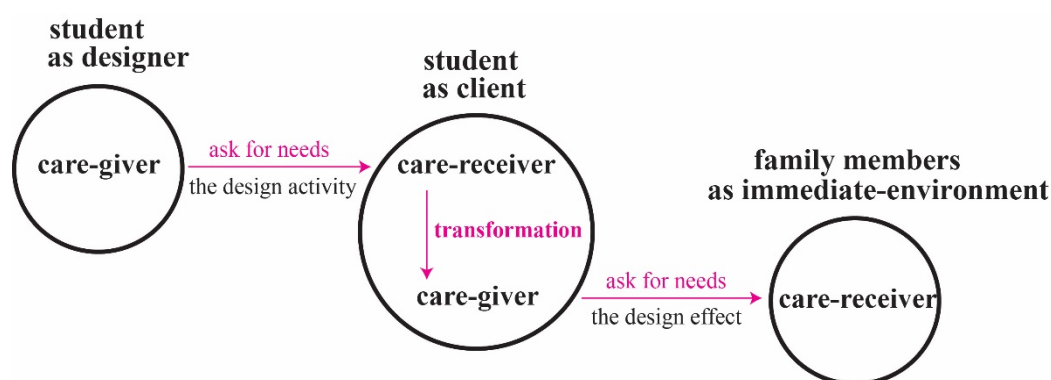 student
as designer
care-giver
ask for needs
the design activity
student
as client
care-receiver
transformation
care-giver
ask for needs
the design effect
family members
as immediate-environment
care-receiver